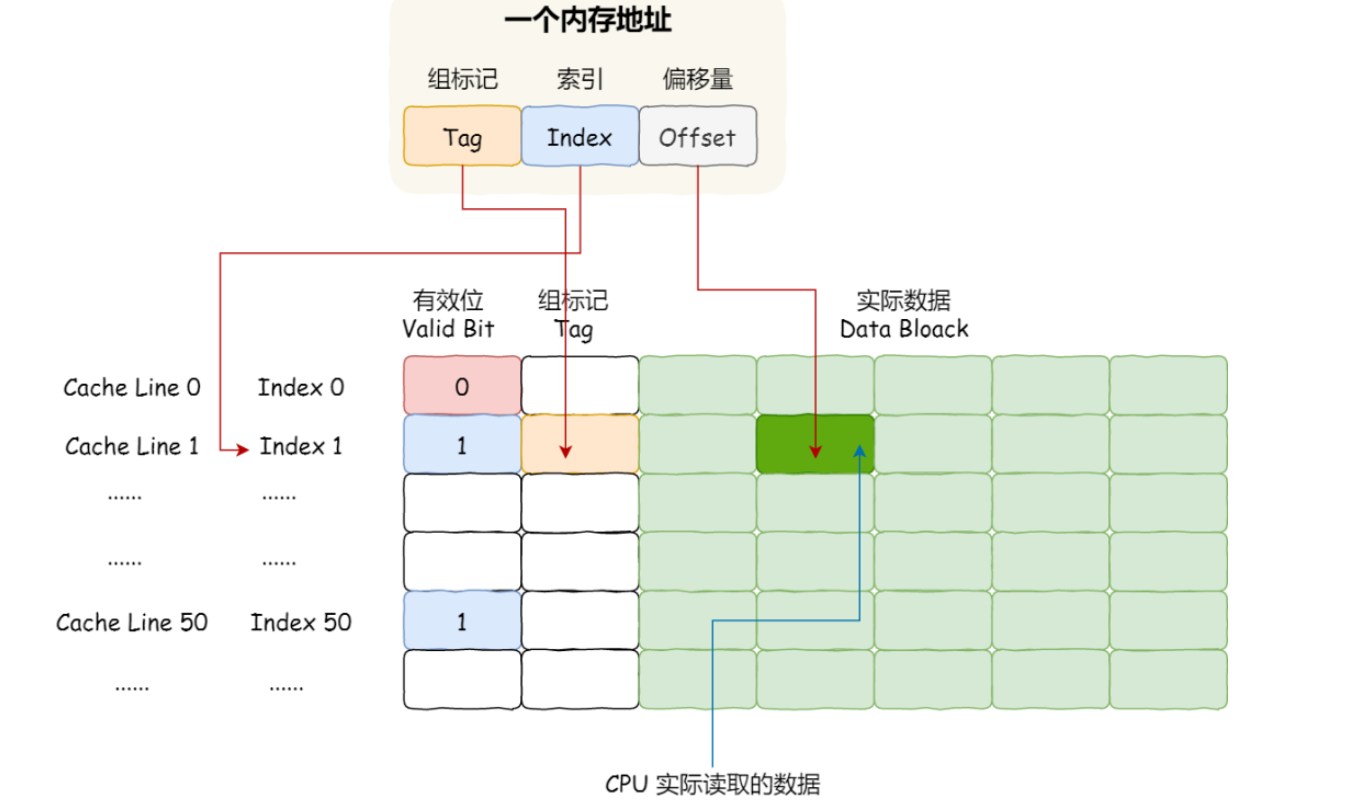 一个内存地址
组标记 索引 偏移量
Tag Index Offset
有效位 组标记 实际数据
Valid Bit Tag Data Bloack
Cache Line 0 Index 0 0
Cache Line 1 Index 1 1
...... ......
...... ......
Cache Line 50 Index 50 1
...... ......
CPU 实际读取的数据